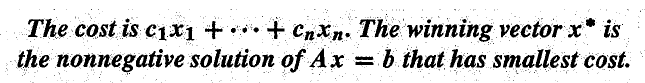 The cost is c₁x₁ + ··· + cₙxₙ. The winning vector x* is
the nonnegative solution of Ax = b that has smallest cost.